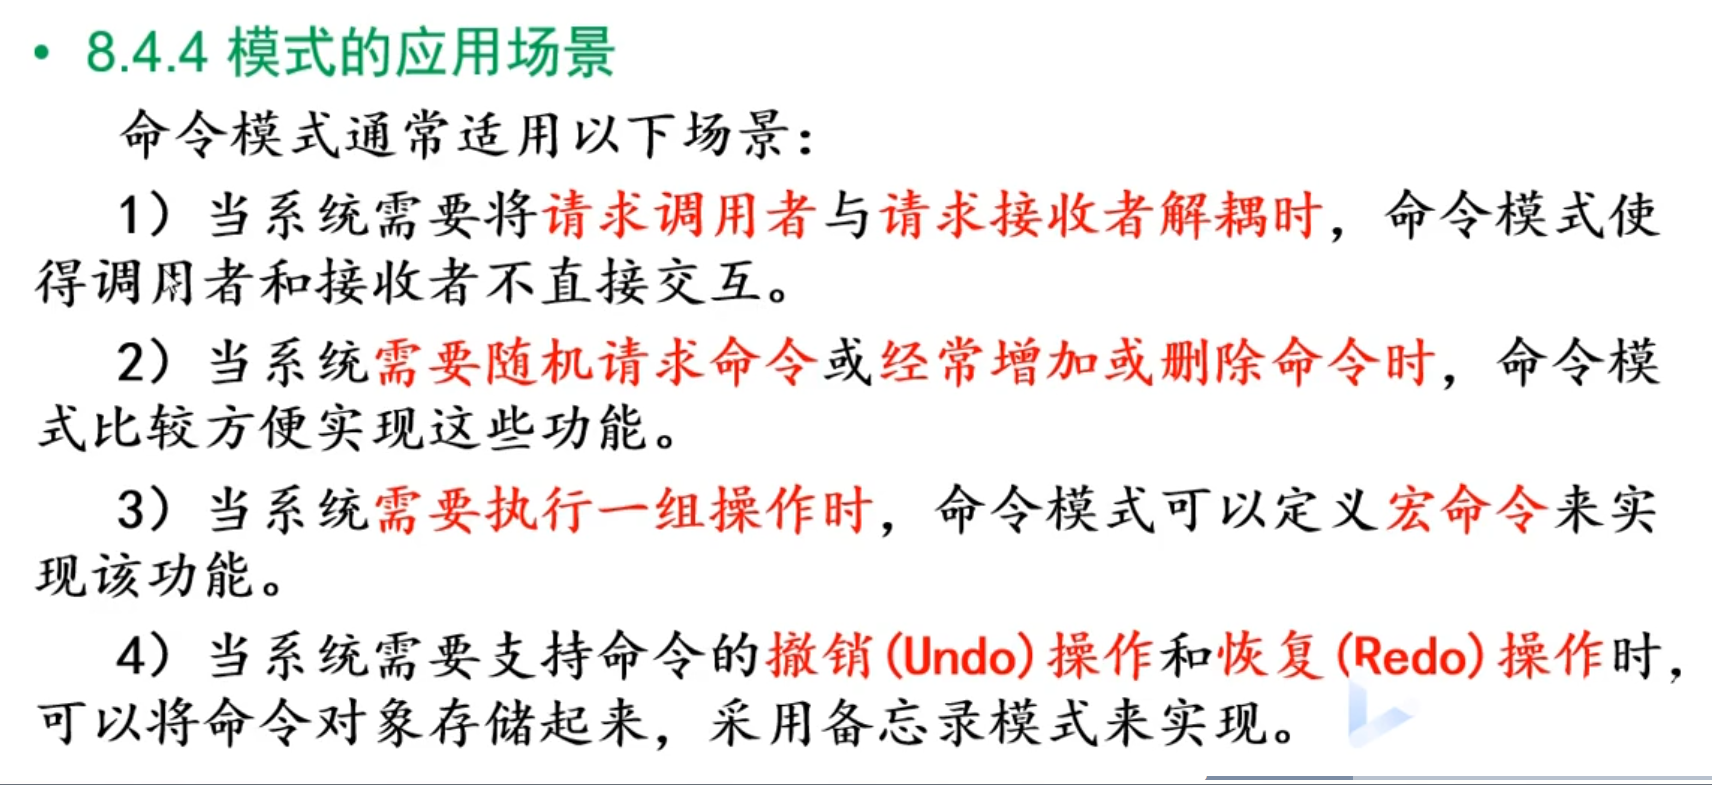 • 8.4.4 模式的应用场景
命令模式通常适用以下场景：
1）当系统需要将请求调用者与请求接收者解耦时，命令模式使
得调用者和接收者不直接交互。
2）当系统需要随机请求命令或经常增加或删除命令时，命令模
式比较方便实现这些功能。
3）当系统需要执行一组操作时，命令模式可以定义宏命令来实
现该功能。
4）当系统需要支持命令的撤销(Undo)操作和恢复(Redo)操作时，
可以将命令对象存储起来，采用备忘录模式来实现。